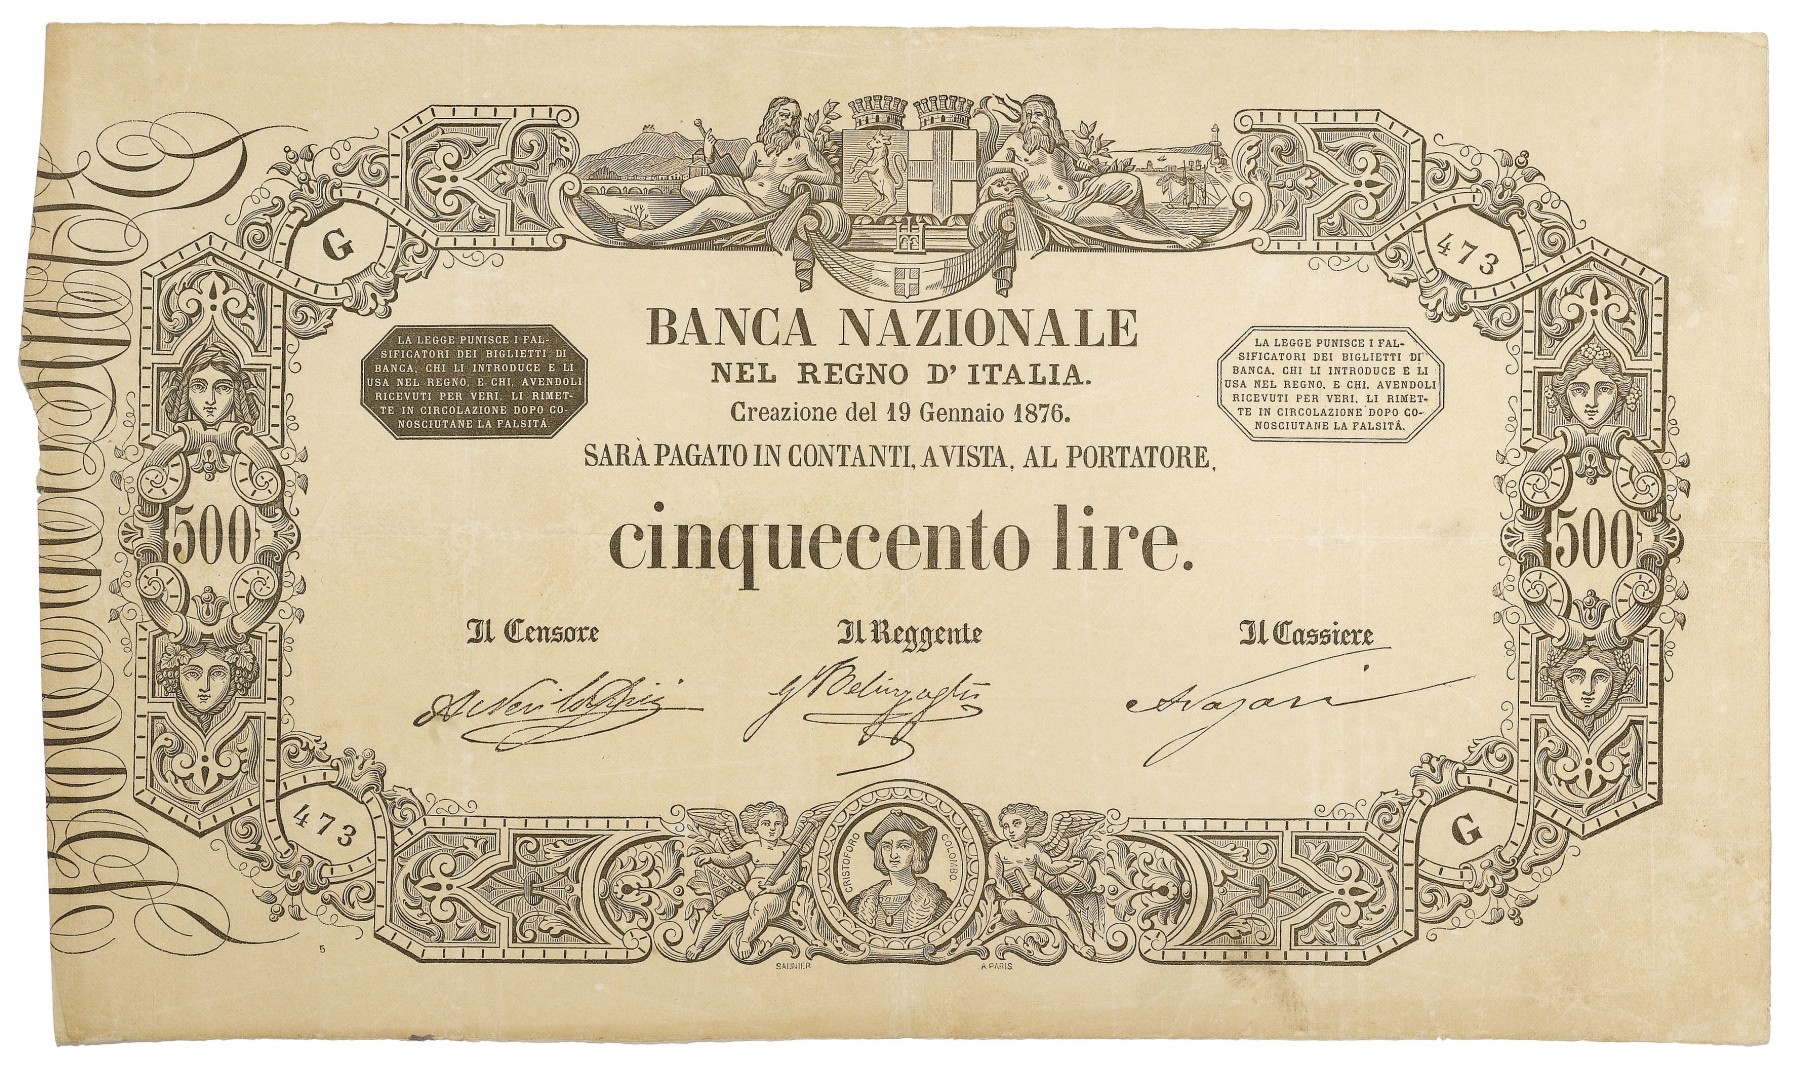 G
473
BANCA NAZIONALE
NEL REGNO D' ITALIA.
Creazione del 19 Gennaio 1876.
SARÀ PAGATO IN CONTANTI, A VISTA, AL PORTATORE,
cinquecento lire.
LA LEGGE PUNISCE I FAL-
SIFICATORI DEI BIGLIETTI DI
BANCA, CHI LI INTRODUCE E LI
USA NEL REGNO, E CHI, AVENDOLI
RICEVUTI PER VERI, LI RIMET-
TE IN CIRCOLAZIONE DOPO CO-
NOSCIUTANE LA FALSITÀ.
LA LEGGE PUNISCE I FAL-
SIFICATORI DEI BIGLIETTI DI
BANCA, CHI LI INTRODUCE E LI
USA NEL REGNO, E CHI, AVENDOLI
RICEVUTI PER VERI, LI RIMET-
TE IN CIRCOLAZIONE DOPO CO-
NOSCIUTANE LA FALSITÁ.
500
500
Il Censore
Il Reggente
Il Cassiere
473
G
CRISTOFORO COLOMBO
5
SAUNIER
A PARIS